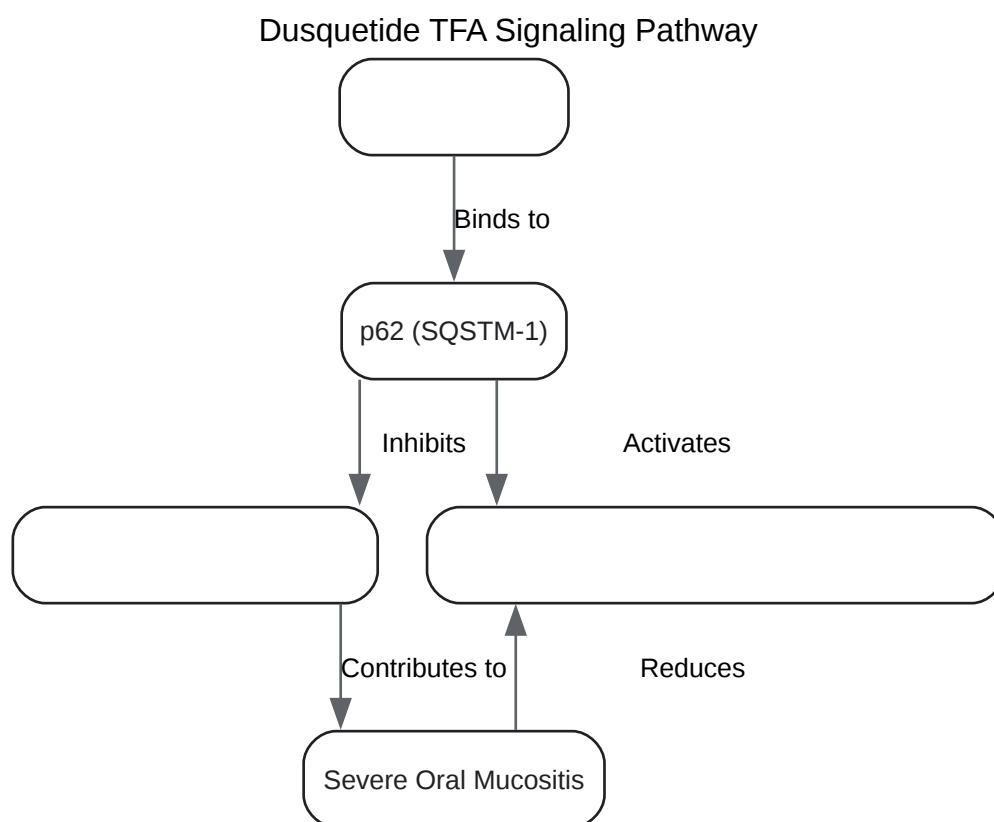 Dusquetide TFA Signaling Pathway
Binds to
p62 (SQSTM-1)
Inhibits
Activates
Contributes to
Reduces
Severe Oral Mucositis